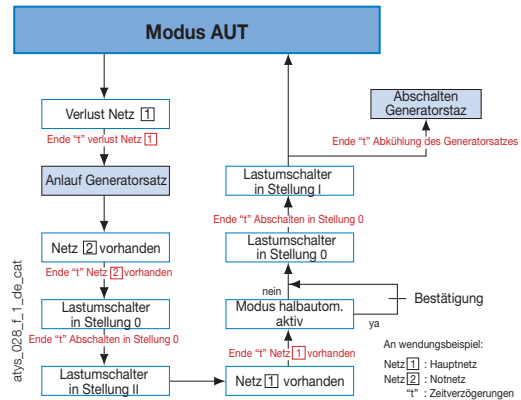 Modus AUT
Verlust Netz 1
Ende “t” verlust Netz 1
Anlauf Generatorsatz
Netz 2 vorhanden
Ende “t” Netz 2 vorhanden
Lastumschalter
in Stellung 0
Ende “t” Abschalten in Stellung 0
Lastumschalter
in Stellung II
Netz 1 vorhanden
Ende “t” Netz 1 vorhanden
Modus halbautom.
aktiv
nein
ja
Bestätigung
Lastumschalter
in Stellung 0
Ende “t” Abschalten in Stellung 0
Lastumschalter
in Stellung I
Abschalten
Generatorstaz
Ende “t” Abkühlung des Generatorsatzes
An wendungsbeispiel:
Netz 1 : Hauptnetz
Netz 2 : Notnetz
“t” : Zeitverzögerungen
atys_028_f_1_de_cat